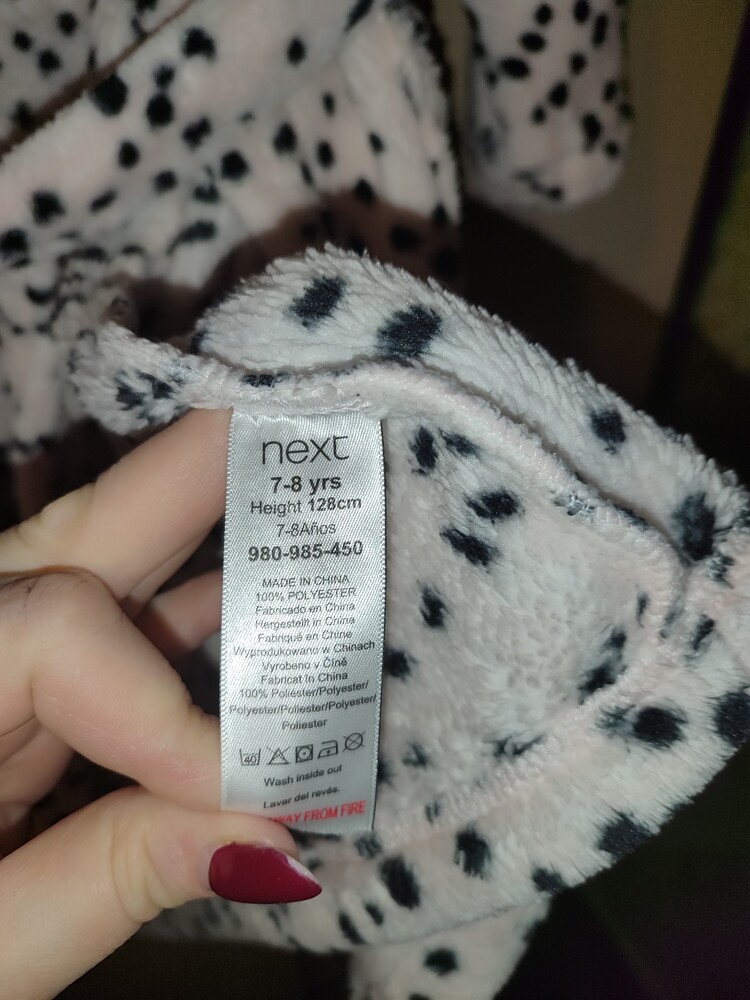 next
7-8 yrs
Height 128cm
7-8Años
980-985-450
MADE IN CHINA
100% POLYESTER
Fabricado en China
Hergestellt in China
Fabriqué en Chine
Wyprodukowano w Chinach
Vyrobeno v Číně
Fabricat în China
100% Poliéster/Polyester/
Polyester/Poliester/Polyester/
Poliester
40
Wash inside out
Lavar del revés.
AWAY FROM FIRE